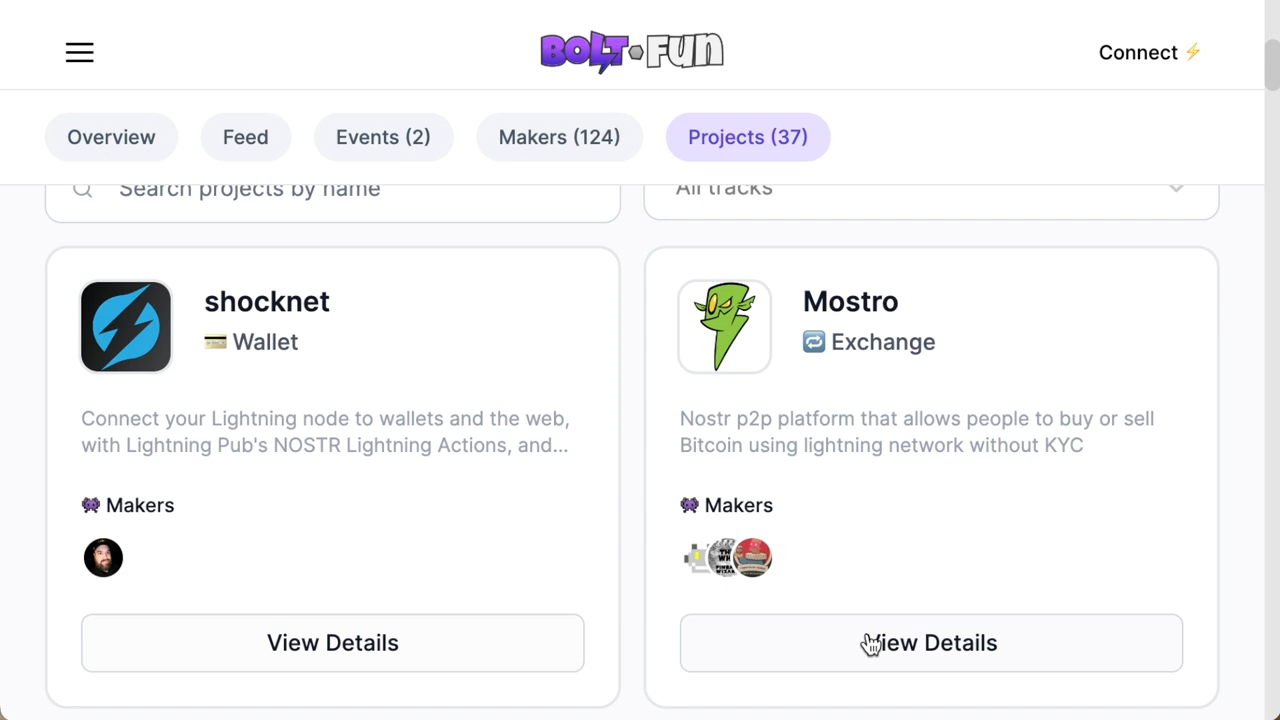 BOLT FUN
Connect ⚡
Overview
Feed
Events (2)
Makers (124)
Projects (37)
Search projects by name
All tracks
shocknet
Wallet
Connect your Lightning node to wallets and the web,
with Lightning Pub's NOSTR Lightning Actions, and...
Makers
View Details
Mostro
Exchange
Nostr p2p platform that allows people to buy or sell
Bitcoin using lightning network without KYC
Makers
View Details